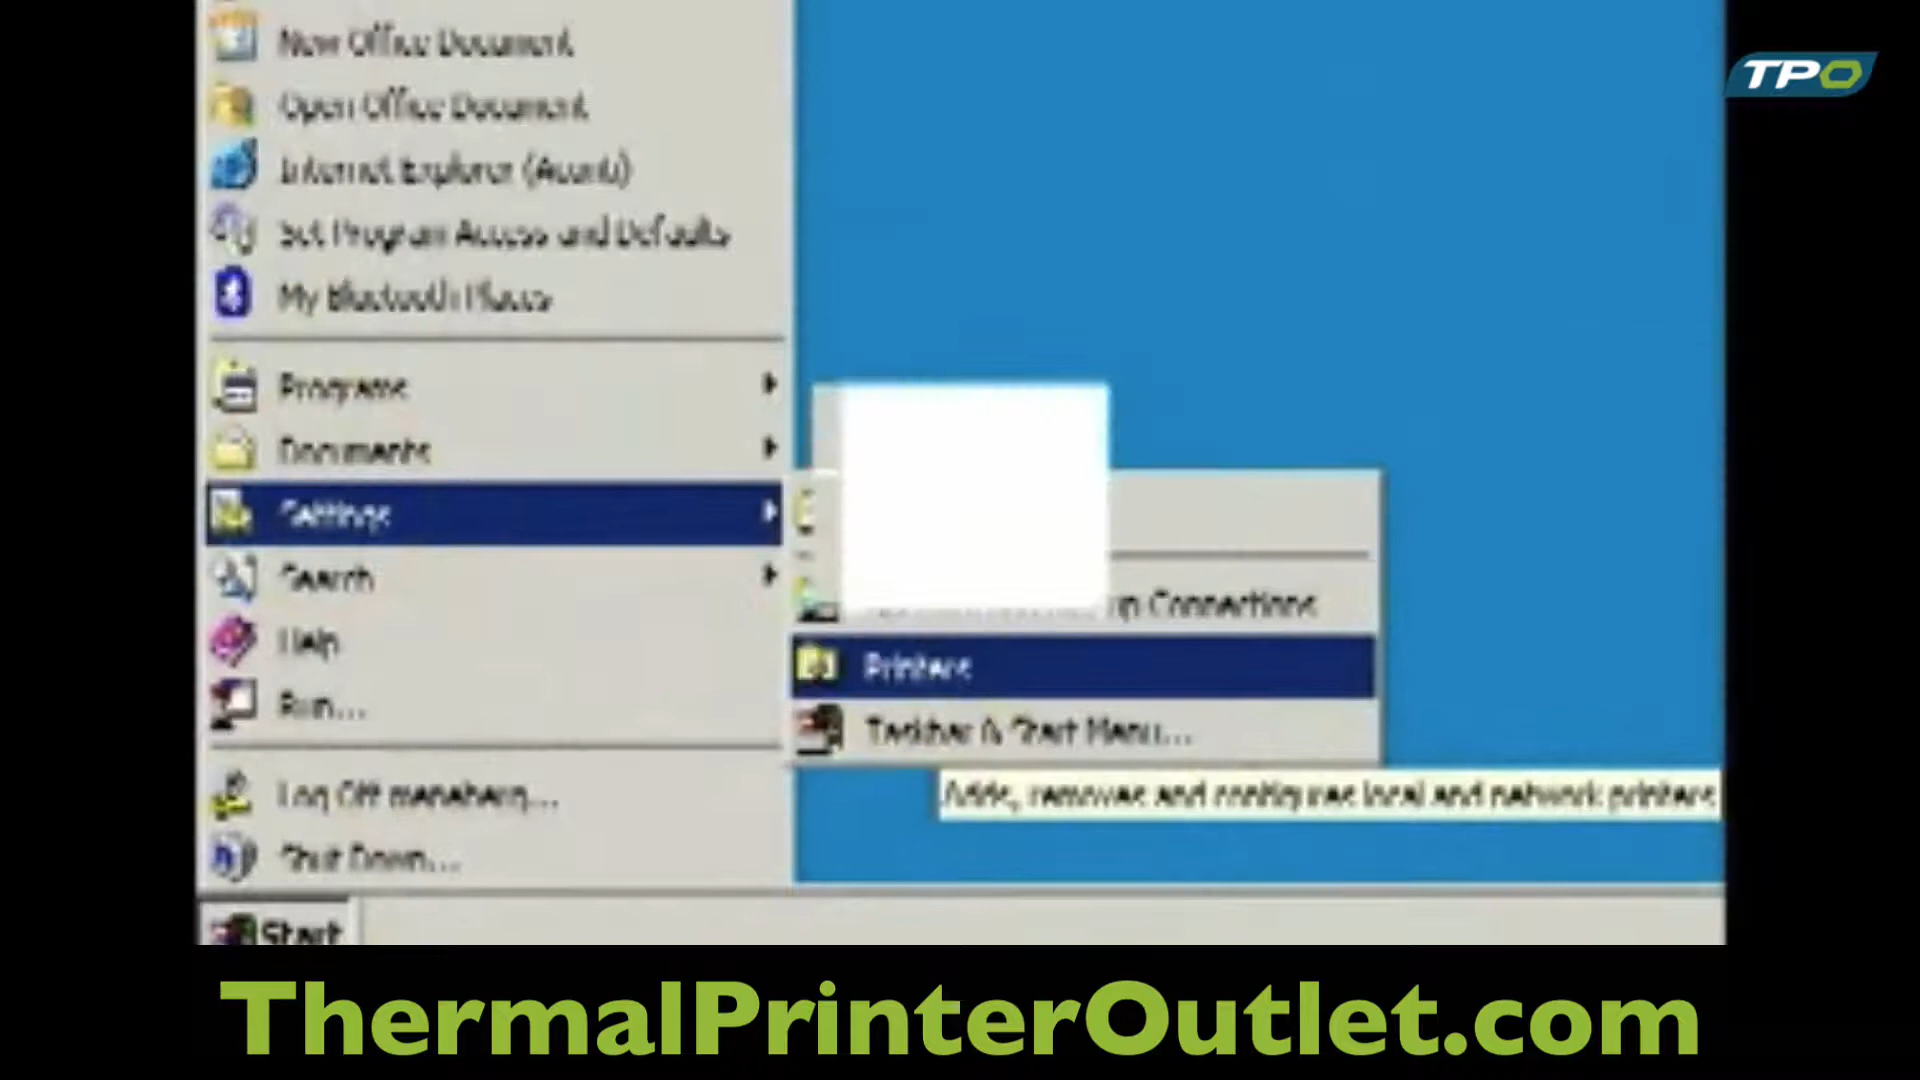 New Office Document
TPO
Open Office Document
Internet Explorer (Avanti)
Set Program Access and Defaults
My Bluetooth Places
Programs
Documents
Settings
Search
up Connections
Help
Printers
Run...
Taskbar & Start Menu...
Log Off
Adds, removes and configures local and network printers
Shut Down...
Start
ThermalPrinterOutlet.com